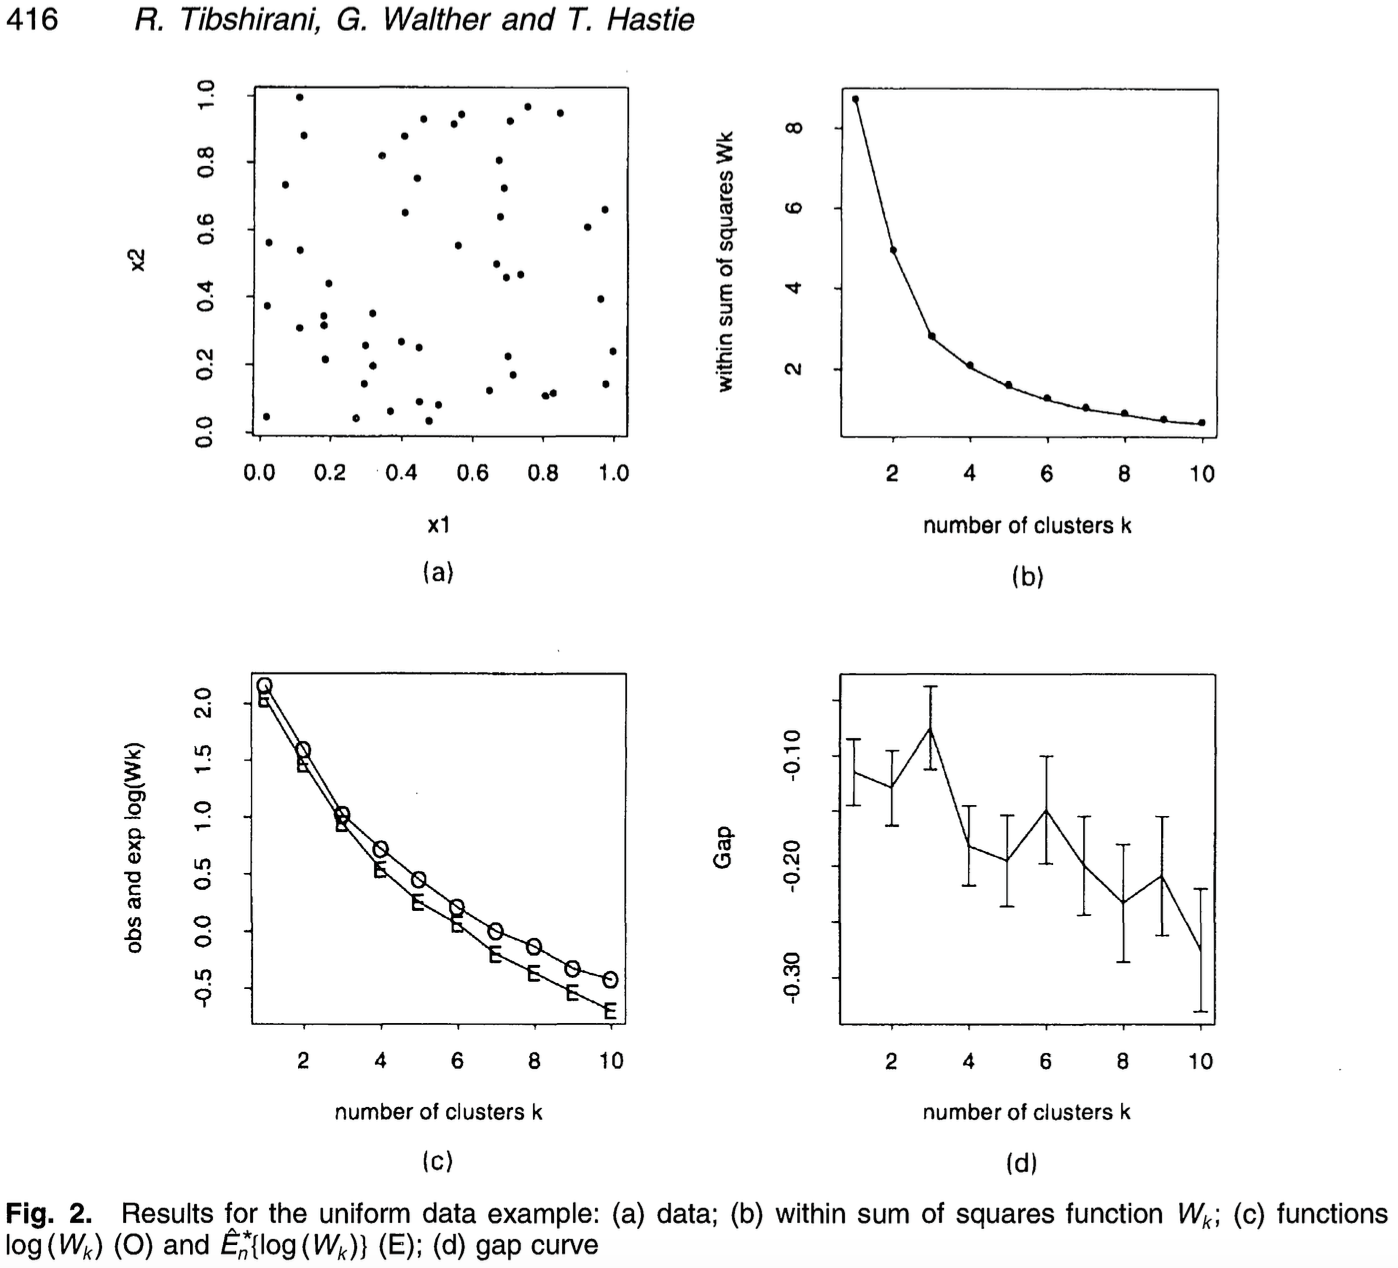 416 R. Tibshirani, G. Walther and T. Hastie
x2
1.0
0.8
0.6
0.4
0.2
0.0
0.0 0.2 0.4 0.6 0.8 1.0
x1
(a)
within sum of squares Wk
8
6
4
2
2 4 6 8 10
number of clusters k
(b)
obs and exp log(Wk)
2.0
1.5
1.0
0.5
0.0
-0.5
O O O O O O O O O O
E E E E E E E E E E
2 4 6 8 10
number of clusters k
(c)
Gap
-0.10
-0.20
-0.30
2 4 6 8 10
number of clusters k
(d)
Fig. 2. Results for the uniform data example: (a) data; (b) within sum of squares function Wₖ; (c) functions
log(Wₖ) (O) and Ê*ₙ{log(Wₖ)} (E); (d) gap curve